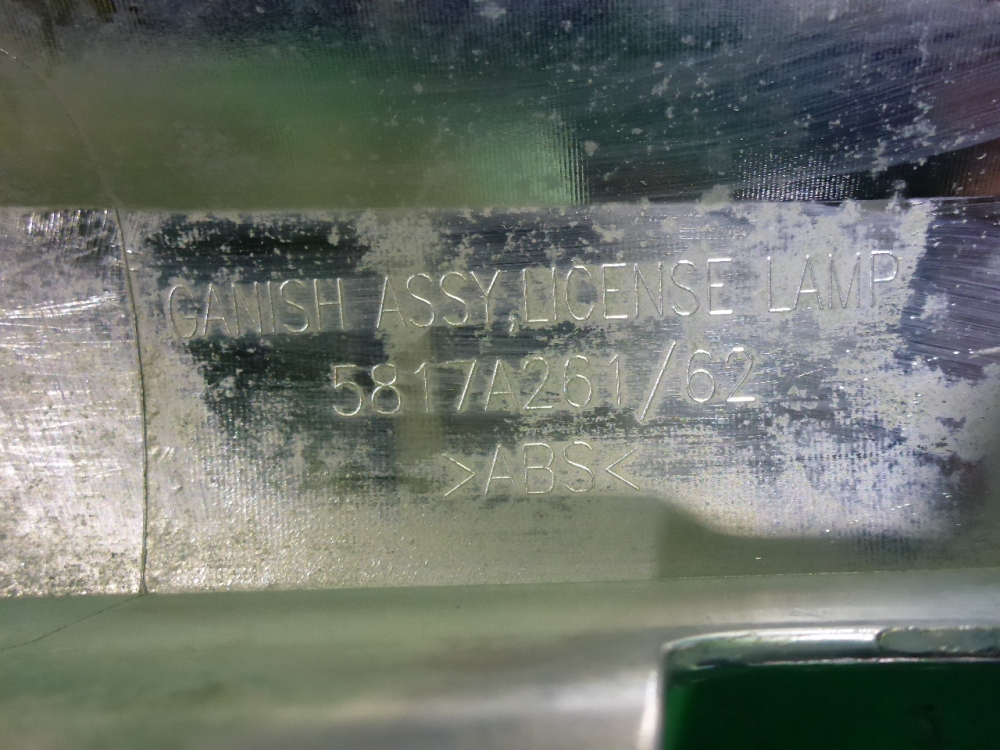 GANISH ASSY,LICENSE LAMP
5817A261/62
>ABS<